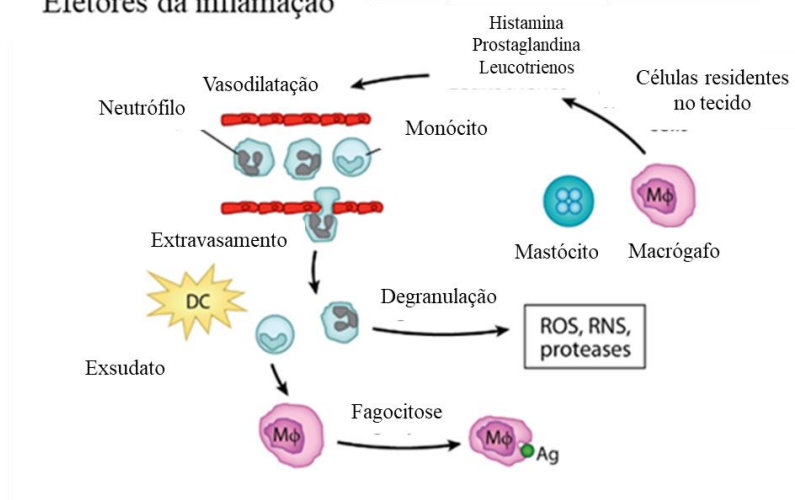 Efetores da inflamação
Histamina
Prostaglandina
Leucotrienos
Células residentes
no tecido
Vasodilatação
Neutrófilo
Monócito
Mφ
Extravasamento
Mastócito
Macrógafo
DC
Degranulação
ROS, RNS,
proteases
Exsudato
Fagocitose
Mφ
Mφ
Ag